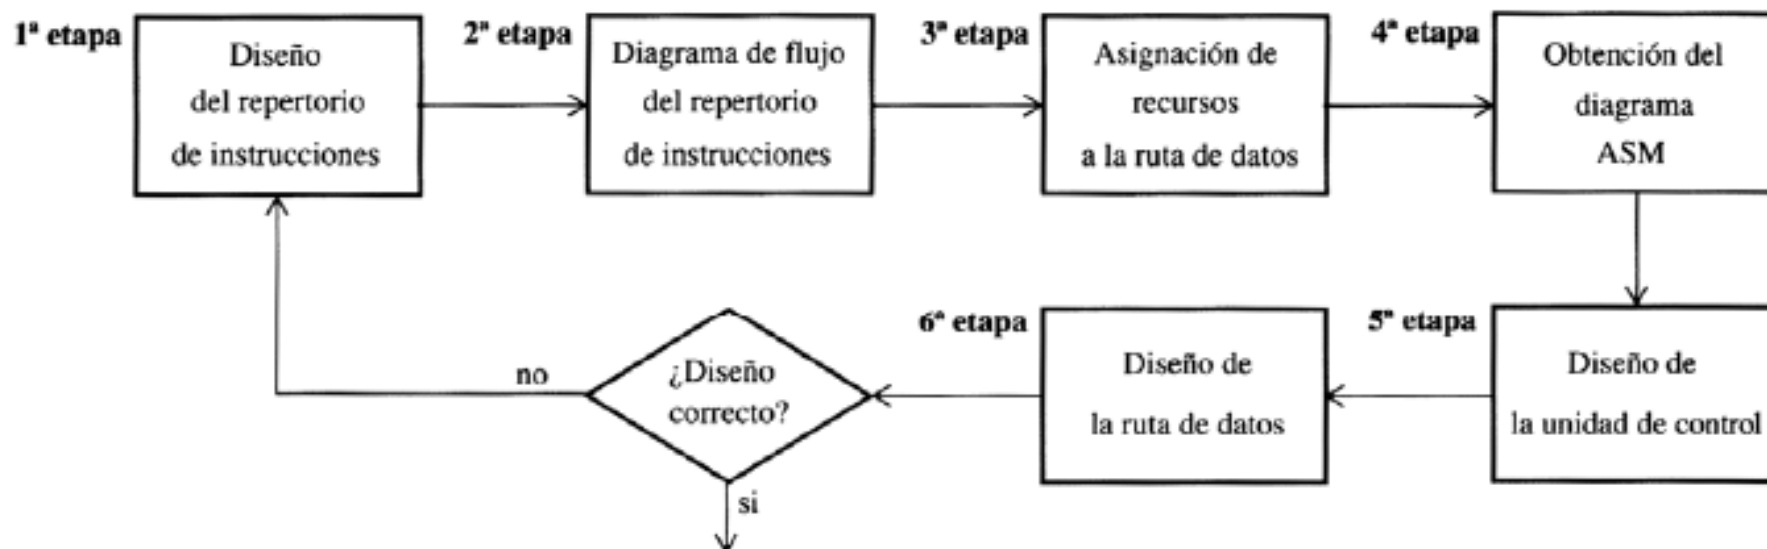 1ª etapa
Diseño
del repertorio
de instrucciones
2ª etapa
Diagrama de flujo
del repertorio
de instrucciones
3ª etapa
Asignación de
recursos
a la ruta de datos
4ª etapa
Obtención del
diagrama
ASM
5ª etapa
Diseño de
la unidad de control
6ª etapa
Diseño de
la ruta de datos
¿Diseño
correcto?
no
si